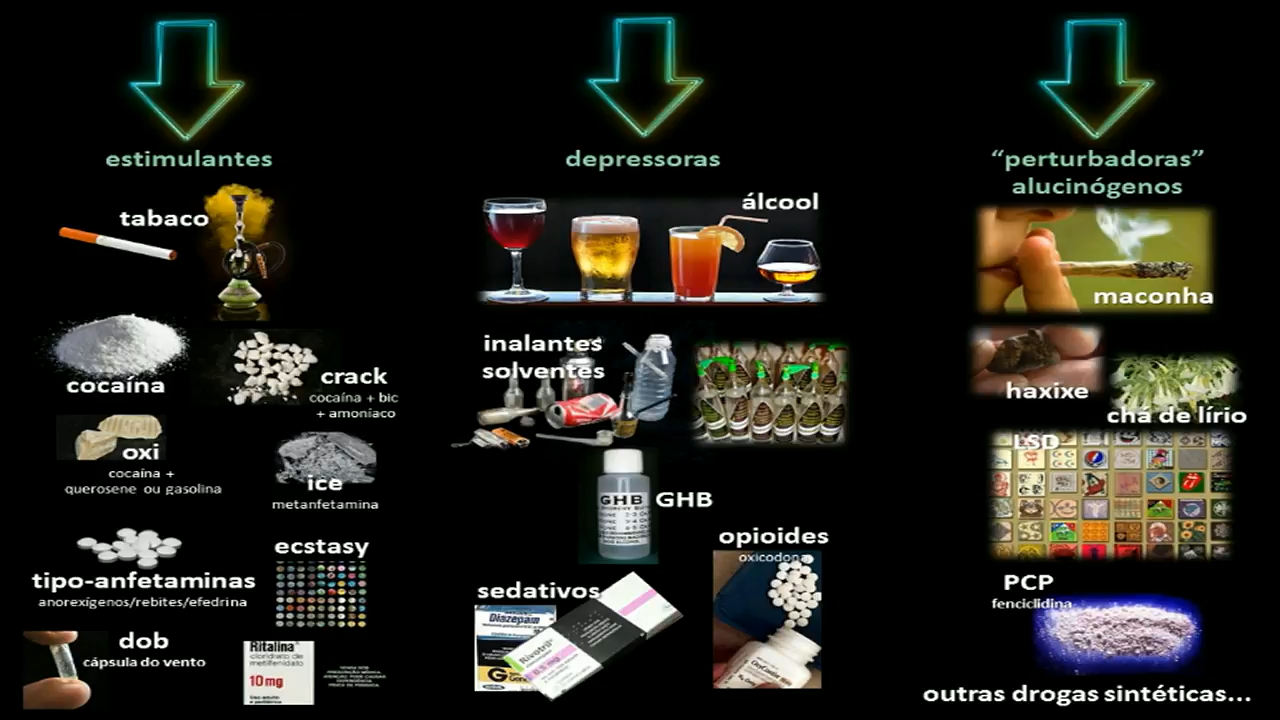 estimulantes
tabaco
cocaína
crack
cocaína + bic
+ amoníaco
oxi
cocaína +
querosene ou gasolina
ice
metanfetamina
tipo-anfetaminas
anorexígenos/rebites/efedrina
ecstasy
dob
cápsula do vento
Ritalina
cloridrato de
metilfenidato
10 mg
depressoras
álcool
inalantes
solventes
GHB
GHB
opioides
oxicodona
sedativos
Diazepam
Rivotril
"perturbadoras"
alucinógenos
maconha
haxixe
chá de lírio
LSD
PCP
fenciclidina
outras drogas sintéticas...